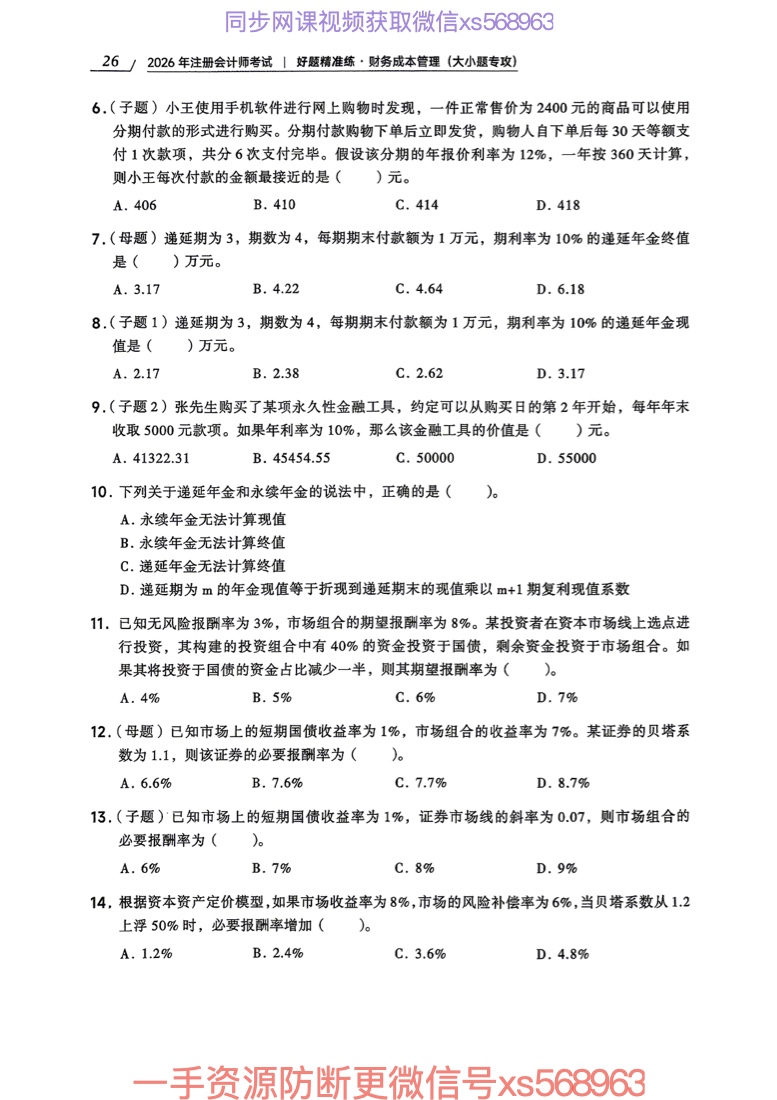 同步网课视频获取微信xs568963
26 / 2026年注册会计师考试 | 好题精准练·财务成本管理（大小题专攻）
6.（子题）小王使用手机软件进行网上购物时发现，一件正常售价为2400元的商品可以使用
分期付款的形式进行购买。分期付款购物下单后立即发货，购物人自下单后每30天等额支
付1次款项，共分6次支付完毕。假设该分期的年报价利率为12%，一年按360天计算，
则小王每次付款的金额最接近的是（　　）元。
A. 406 B. 410 C. 414 D. 418
7.（母题）递延期为3，期数为4，每期期末付款额为1万元，期利率为10%的递延年金终值
是（　　）万元。
A. 3.17 B. 4.22 C. 4.64 D. 6.18
8.（子题1）递延期为3，期数为4，每期期末付款额为1万元，期利率为10%的递延年金现
值是（　　）万元。
A. 2.17 B. 2.38 C. 2.62 D. 3.17
9.（子题2）张先生购买了某项永久性金融工具，约定可以从购买日的第2年开始，每年年末
收取5000元款项。如果年利率为10%，那么该金融工具的价值是（　　）元。
A. 41322.31 B. 45454.55 C. 50000 D. 55000
10. 下列关于递延年金和永续年金的说法中，正确的是（　　）。
A. 永续年金无法计算现值
B. 永续年金无法计算终值
C. 递延年金无法计算终值
D. 递延期为m的年金现值等于折现到递延期末的现值乘以m+1期复利现值系数
11. 已知无风险报酬率为3%，市场组合的期望报酬率为8%。某投资者在资本市场线上选点进
行投资，其构建的投资组合中有40%的资金投资于国债，剩余资金投资于市场组合。如
果其将投资于国债的资金占比减少一半，则其期望报酬率为（　　）。
A. 4% B. 5% C. 6% D. 7%
12.（母题）已知市场上的短期国债收益率为1%，市场组合的收益率为7%。某证券的贝塔系
数为1.1，则该证券的必要报酬率为（　　）。
A. 6.6% B. 7.6% C. 7.7% D. 8.7%
13.（子题）已知市场上的短期国债收益率为1%，证券市场线的斜率为0.07，则市场组合的
必要报酬率为（　　）。
A. 6% B. 7% C. 8% D. 9%
14. 根据资本资产定价模型，如果市场收益率为8%，市场的风险补偿率为6%，当贝塔系数从1.2
上浮50%时，必要报酬率增加（　　）。
A. 1.2% B. 2.4% C. 3.6% D. 4.8%
一手资源防断更微信号xs568963